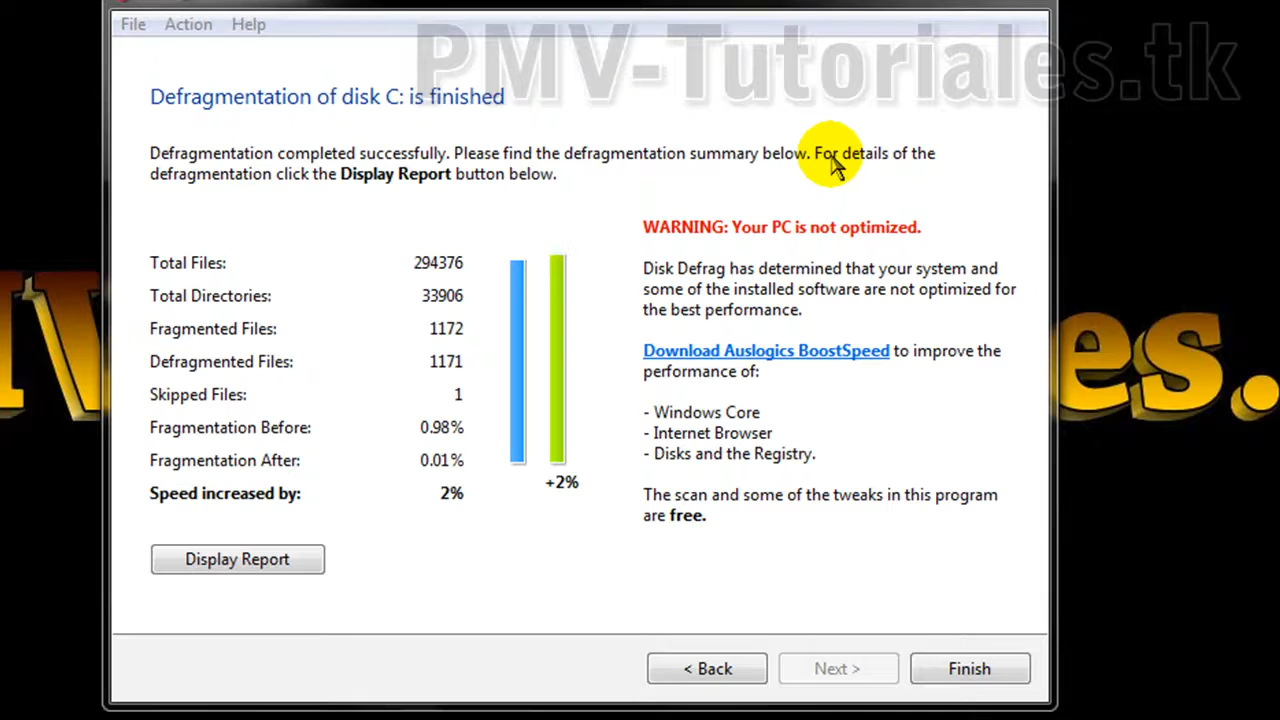 File Action Help
PMV-Tutoriales.tk
Defragmentation of disk C: is finished
Defragmentation completed successfully. Please find the defragmentation summary below. For details of the
defragmentation click the Display Report button below.
Total Files: 294376
Total Directories: 33906
Fragmented Files: 1172
Defragmented Files: 1171
Skipped Files: 1
Fragmentation Before: 0.98%
Fragmentation After: 0.01%
Speed increased by: 2%
+2%
Display Report
WARNING: Your PC is not optimized.
Disk Defrag has determined that your system and
some of the installed software are not optimized for
the best performance.
Download Auslogics BoostSpeed to improve the
performance of:
- Windows Core
- Internet Browser
- Disks and the Registry.
The scan and some of the tweaks in this program
are free.
< Back Next > Finish